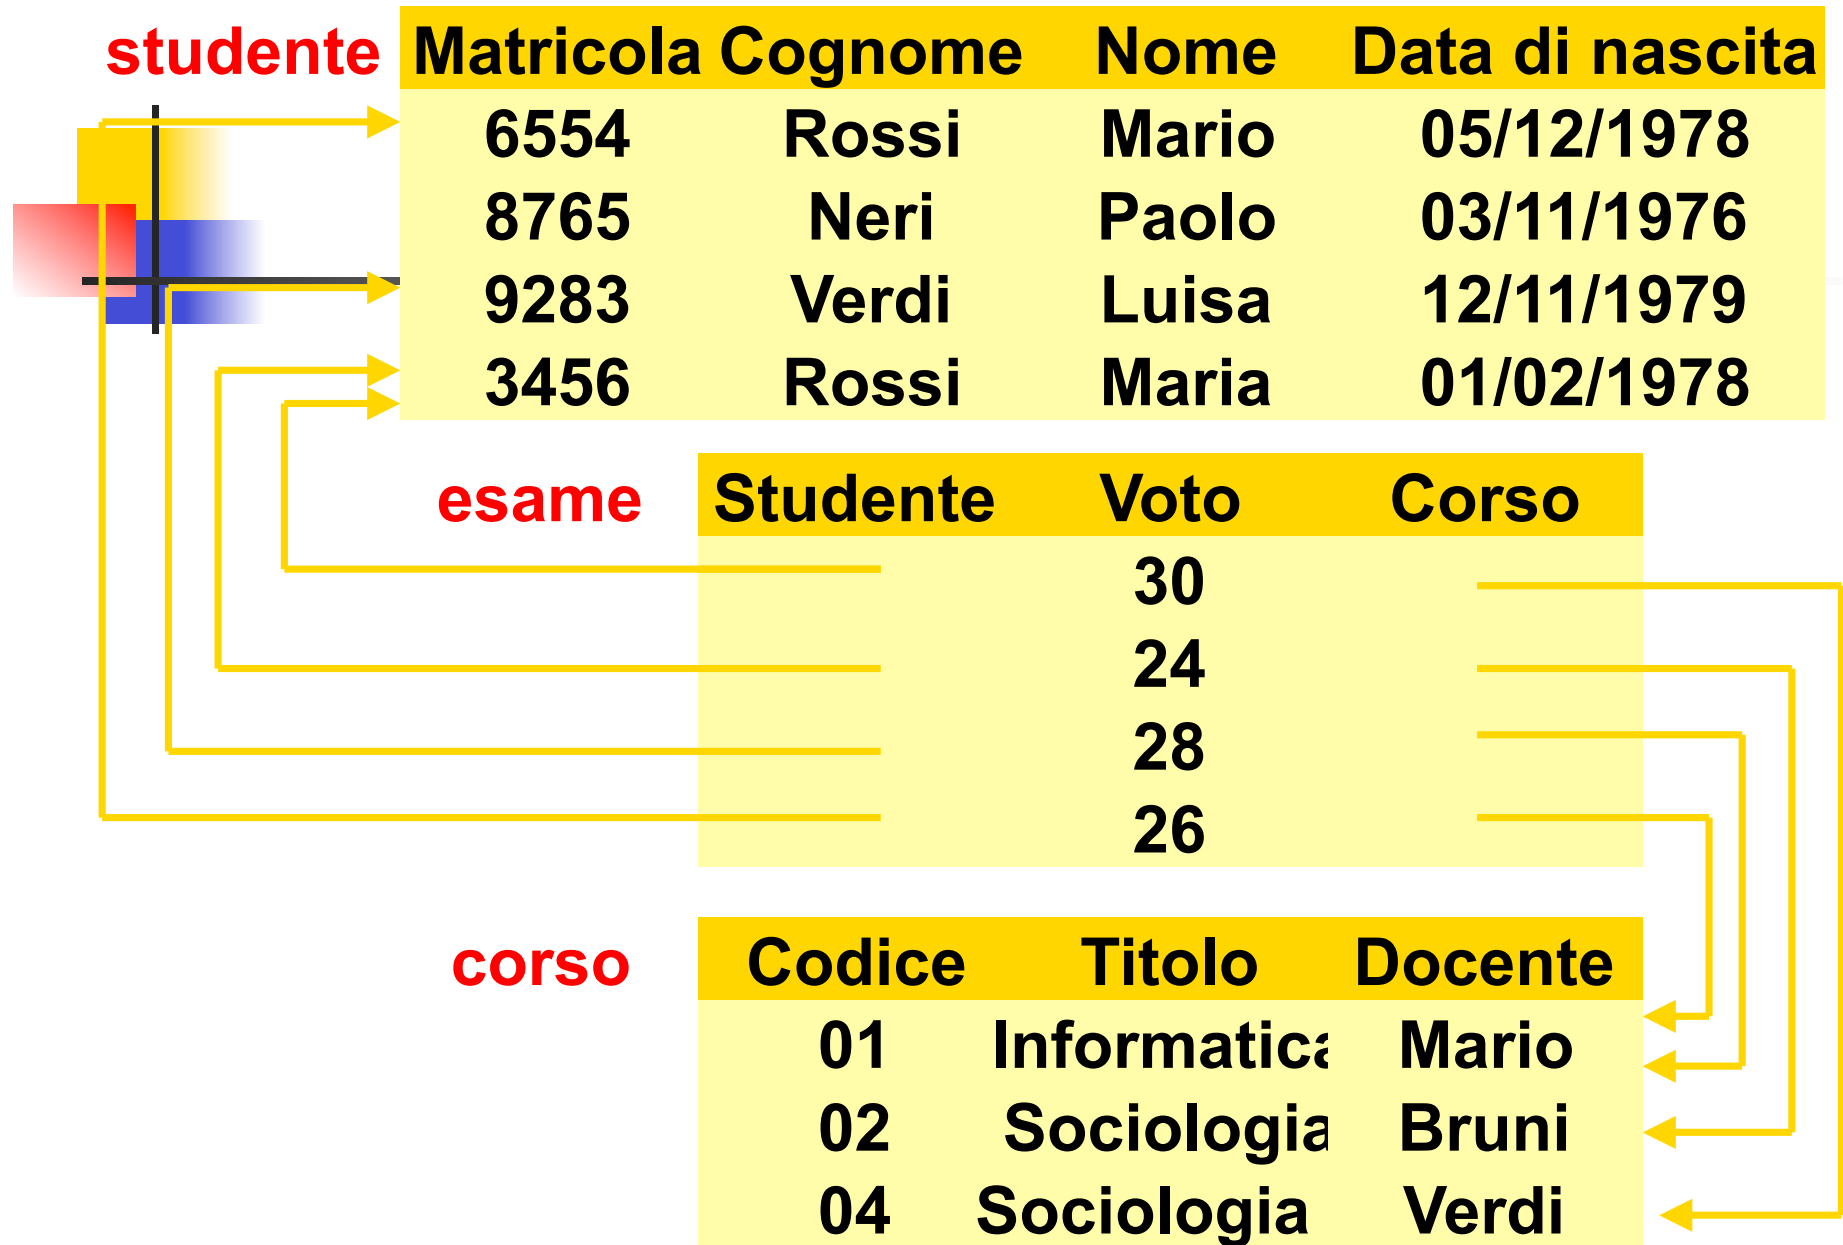 studente Matricola Cognome Nome Data di nascita
6554 Rossi Mario 05/12/1978
8765 Neri Paolo 03/11/1976
9283 Verdi Luisa 12/11/1979
3456 Rossi Maria 01/02/1978
esame Studente Voto Corso
30
24
28
26
corso Codice Titolo Docente
01 Informatica Mario
02 Sociologia Bruni
04 Sociologia Verdi